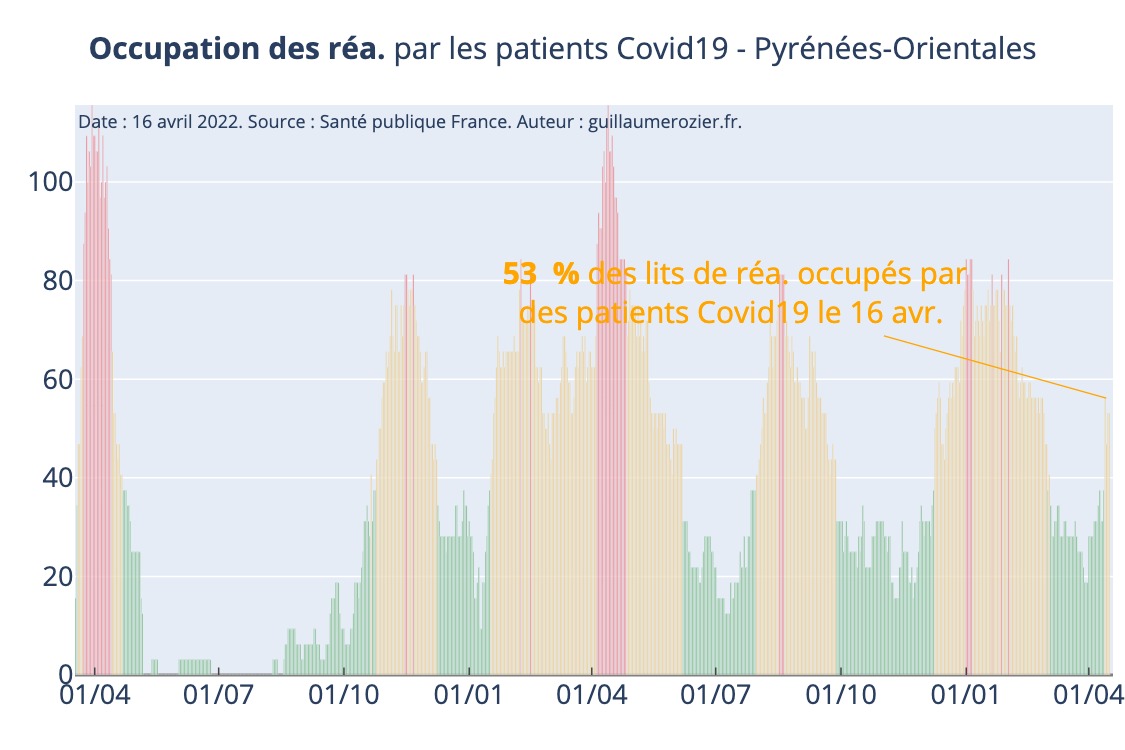 Occupation des réa. par les patients Covid19 - Pyrénées-Orientales
Date : 16 avril 2022. Source : Santé publique France. Auteur : guillaumerozier.fr.
100
80
60
40
20
0
53 % des lits de réa. occupés par
des patients Covid19 le 16 avr.
01/04 01/07 01/10 01/01 01/04 01/07 01/10 01/01 01/04